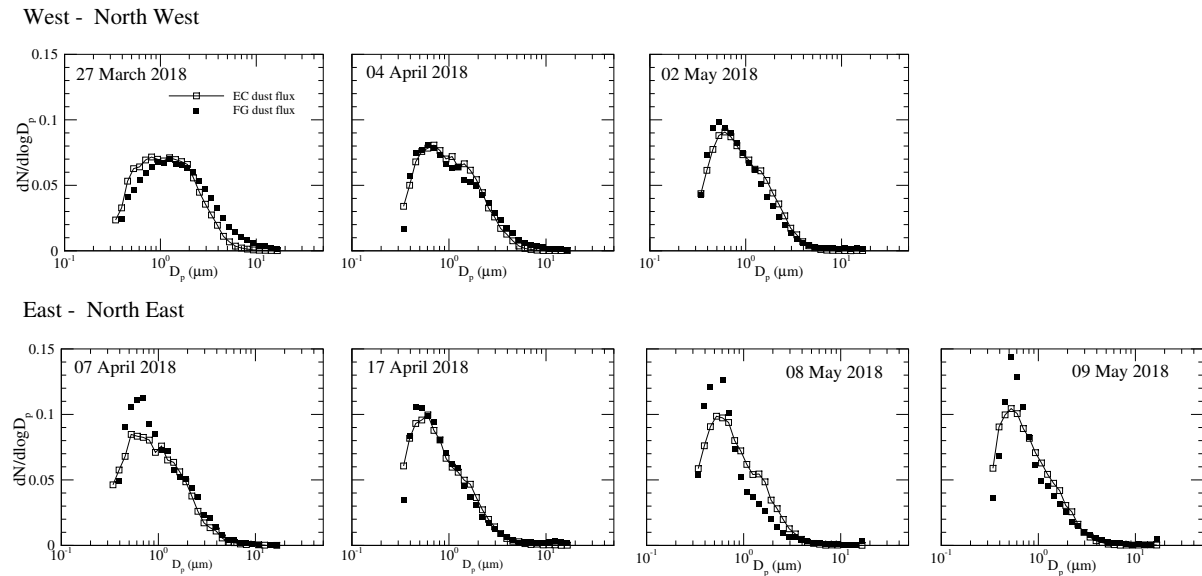 West - North West
0.15
0.1
0.05
0
dN/dlogD_p
27 March 2018
EC dust flux
FG dust flux
04 April 2018
02 May 2018
10^-1 10^0 10^1
D_p (μm)
10^-1 10^0 10^1
D_p (μm)
10^-1 10^0 10^1
D_p (μm)
East - North East
0.15
0.1
0.05
0
dN/dlogD_p
07 April 2018
17 April 2018
08 May 2018
09 May 2018
10^-1 10^0 10^1
D_p (μm)
10^-1 10^0 10^1
D_p (μm)
10^-1 10^0 10^1
D_p (μm)
10^-1 10^0 10^1
D_p (μm)